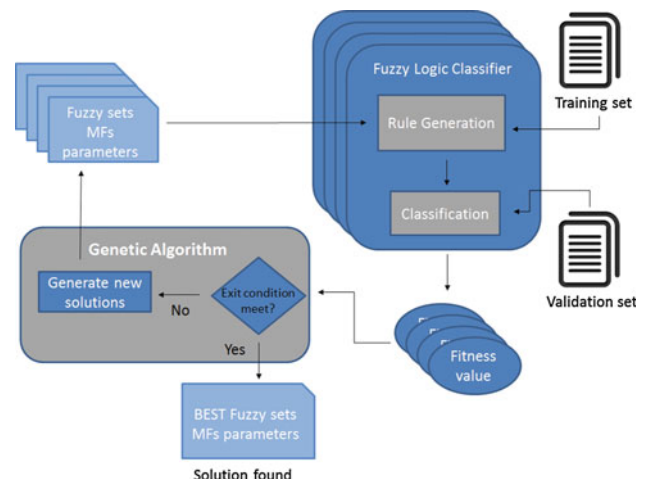 Fuzzy Logic Classifier
Training set
Fuzzy sets
MFs
parameters
Rule Generation
Classification
Validation set
Genetic Algorithm
Generate new
solutions
No
Exit condition
meet?
Yes
Fitness
value
BEST Fuzzy sets
MFs parameters
Solution found